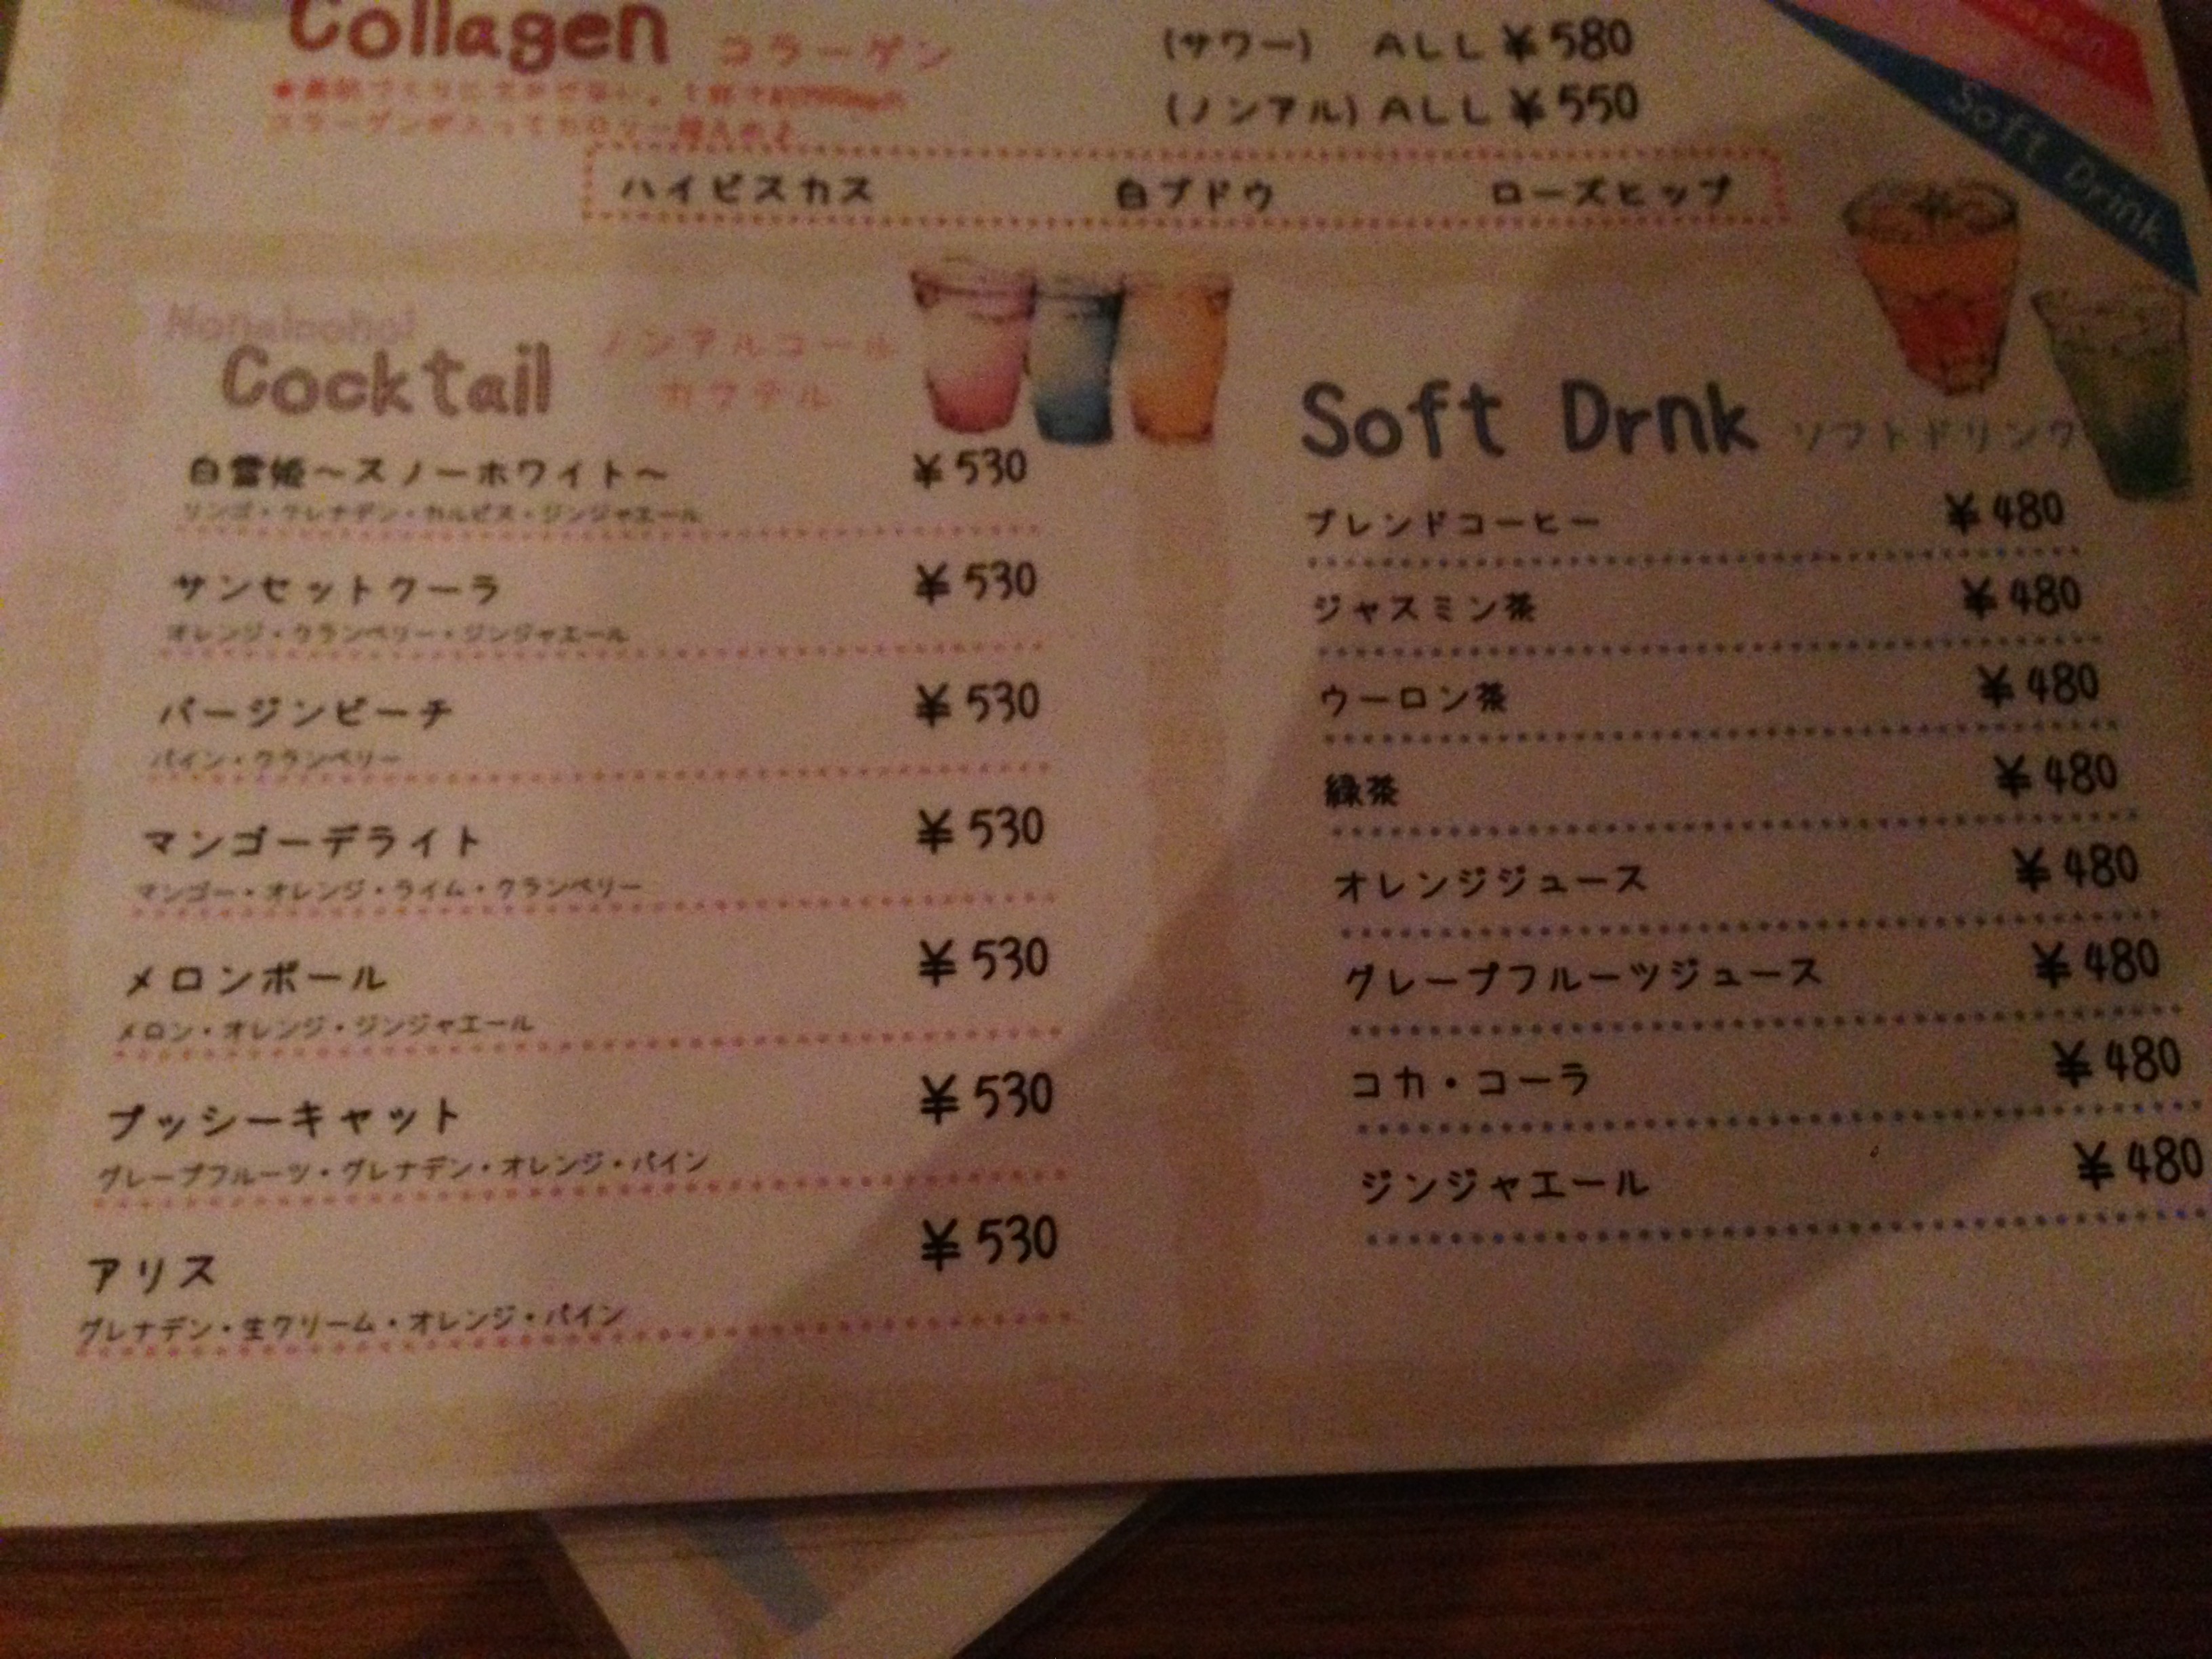 Collagen コラーゲン
(サワー) ALL ¥580
(ノンアル) ALL ¥550
ハイビスカス 白ブドウ ローズヒップ
Soft Drink
Nonalcohol
Cocktail
ノンアルコール
カクテル
白雪姫~スノーホワイト~ ¥530
リンゴ・グレナデン・カルピス・ジンジャエール
サンセットクーラ ¥530
オレンジ・クランベリー・ジンジャエール
バージンピーチ ¥530
パイン・クランベリー
マンゴーデライト ¥530
マンゴー・オレンジ・ライム・クランベリー
メロンボール ¥530
メロン・オレンジ・ジンジャエール
プッシーキャット ¥530
グレープフルーツ・グレナデン・オレンジ・パイン
アリス ¥530
グレナデン・生クリーム・オレンジ・パイン
Soft Drnk ソフトドリンク
ブレンドコーヒー ¥480
ジャスミン茶 ¥480
ウーロン茶 ¥480
緑茶 ¥480
オレンジジュース ¥480
グレープフルーツジュース ¥480
コカ・コーラ ¥480
ジンジャエール ¥480